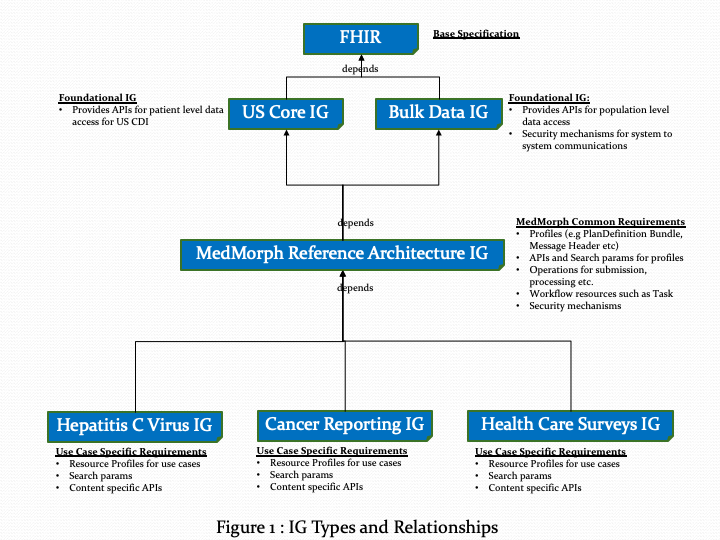 FHIR
Base Specification
depends
Foundational IG
• Provides APIs for patient level data
access for US CDI
US Core IG
Bulk Data IG
Foundational IG:
• Provides APIs for population level
data access
• Security mechanisms for system to
system communications
depends
MedMorph Reference Architecture IG
MedMorph Common Requirements
• Profiles (e.g PlanDefinition Bundle,
Message Header etc)
• APIs and Search params for profiles
• Operations for submission,
processing etc.
• Workflow resources such as Task
• Security mechanisms
depends
Hepatitis C Virus IG
Use Case Specific Requirements
• Resource Profiles for use cases
• Search params
• Content specific APIs
Cancer Reporting IG
Use Case Specific Requirements
• Resource Profiles for use cases
• Search params
• Content specific APIs
Health Care Surveys IG
Use Case Specific Requirements
• Resource Profiles for use cases
• Search params
• Content specific APIs
Figure 1 : IG Types and Relationships